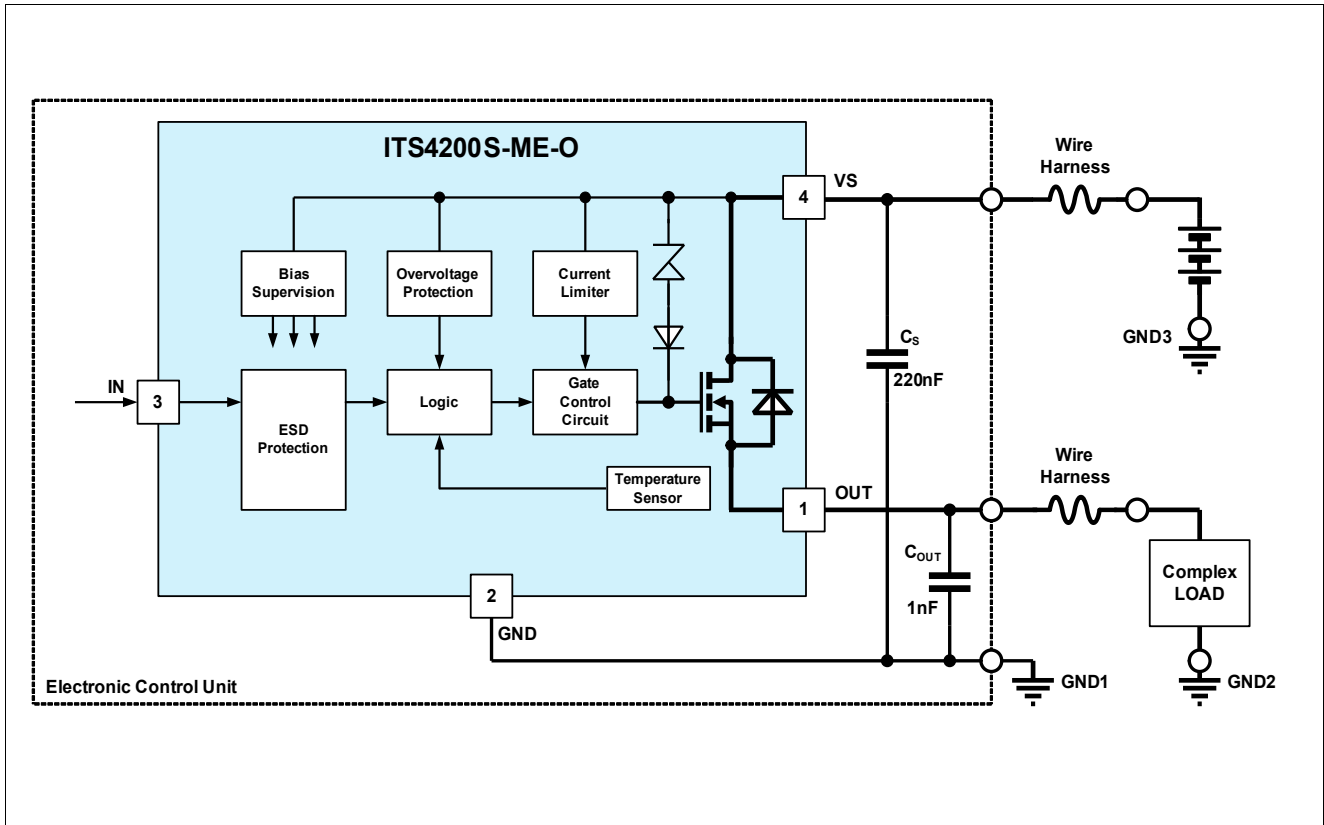 ITS4200S-ME-O
VS
4
Wire
Harness
Bias
Supervision
Overvoltage
Protection
Current
Limiter
GND3
CS
220nF
IN
3
ESD
Protection
Logic
Gate
Control
Circuit
Temperature
Sensor
OUT
1
Wire
Harness
COUT
1nF
Complex
LOAD
2
GND
Electronic Control Unit
GND1
GND2